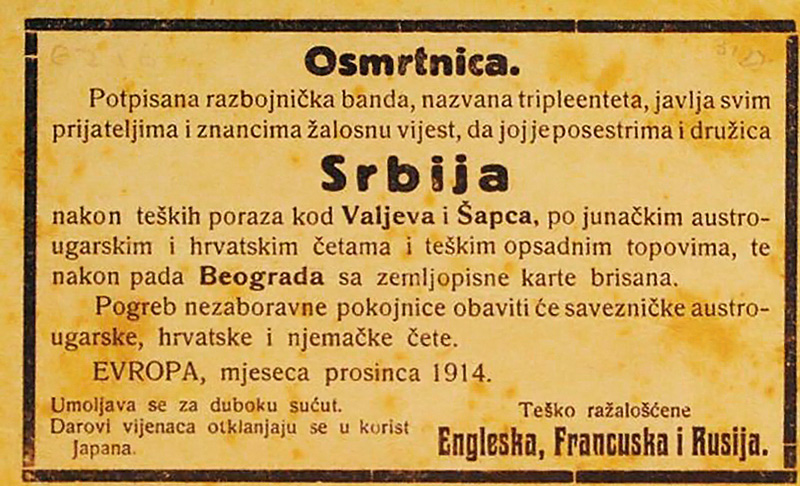 Osmrtnica.
Potpisana razbojnička banda, nazvana tripleenteta, javlja svim
prijateljima i znancima žalosnu vijest, da joj je posestrima i družica
Srbija
nakon teških poraza kod Valjeva i Šapca, po junačkim austro-
ugarskim i hrvatskim četama i teškim opsadnim topovima, te
nakon pada Beograda sa zemljopisne karte brisana.
Pogreb nezaboravne pokojnice obaviti će savezničke austro-
ugarske, hrvatske i njemačke čete.
EVROPA, mjeseca prosinca 1914.
Umoljava se za duboku sućut.
Darovi vijenaca otklanjaju se u korist
Japana.
Teško ražalošćene
Engleska, Francuska i Rusija.